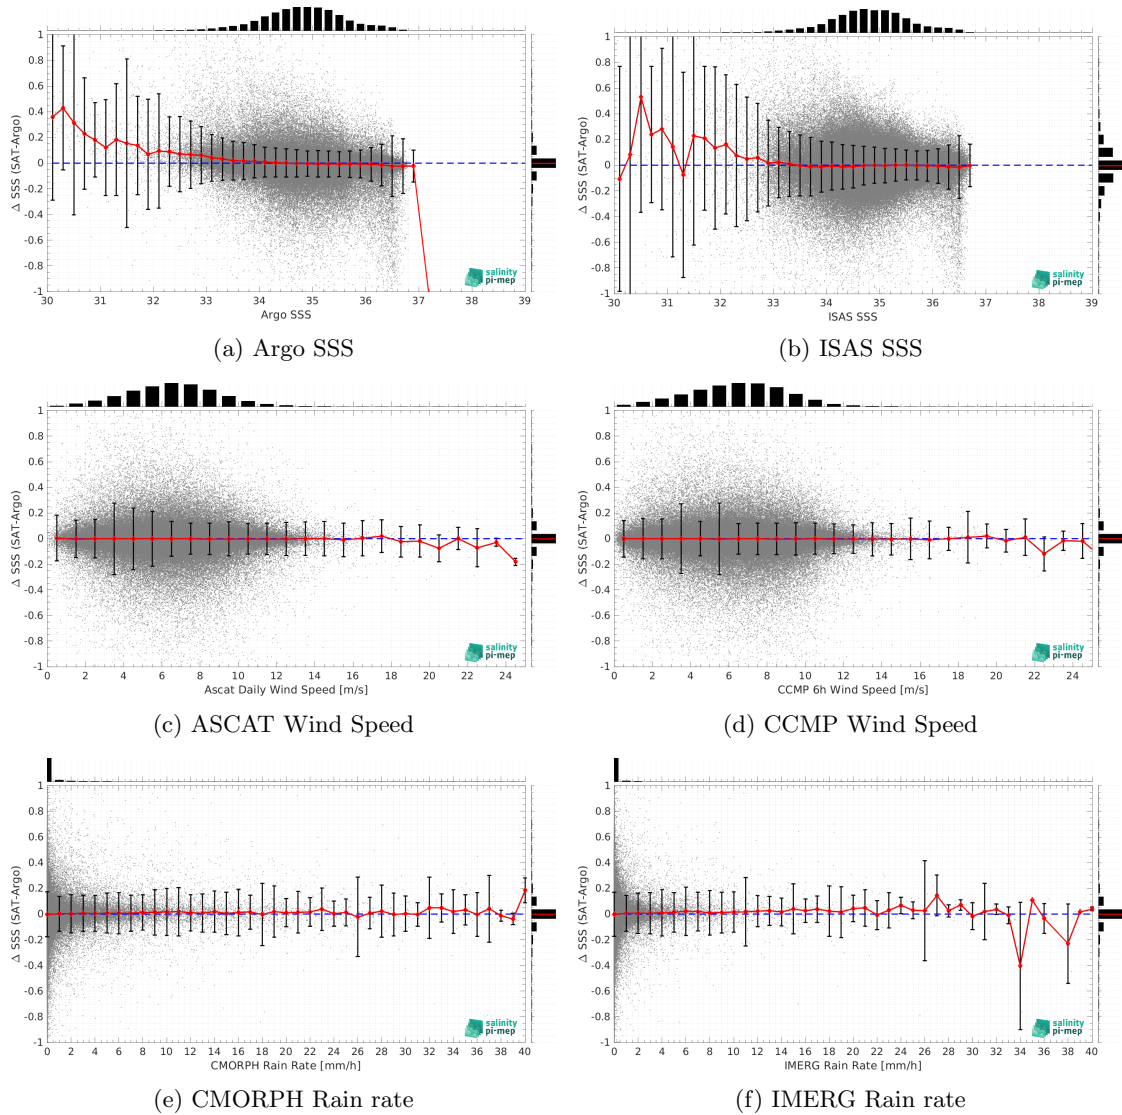 1
0.8
0.6
0.4
0.2
0
-0.2
-0.4
-0.6
-0.8
-1
Δ SSS (SAT-Argo)
30 31 32 33 34 35 36 37 38 39
Argo SSS
salinity
pi-mep
(a) Argo SSS
1
0.8
0.6
0.4
0.2
0
-0.2
-0.4
-0.6
-0.8
-1
Δ SSS (SAT-Argo)
30 31 32 33 34 35 36 37 38 39
ISAS SSS
salinity
pi-mep
(b) ISAS SSS
1
0.8
0.6
0.4
0.2
0
-0.2
-0.4
-0.6
-0.8
-1
Δ SSS (SAT-Argo)
0 2 4 6 8 10 12 14 16 18 20 22 24
Ascat Daily Wind Speed [m/s]
salinity
pi-mep
(c) ASCAT Wind Speed
1
0.8
0.6
0.4
0.2
0
-0.2
-0.4
-0.6
-0.8
-1
Δ SSS (SAT-Argo)
0 2 4 6 8 10 12 14 16 18 20 22 24
CCMP 6h Wind Speed [m/s]
salinity
pi-mep
(d) CCMP Wind Speed
1
0.8
0.6
0.4
0.2
0
-0.2
-0.4
-0.6
-0.8
-1
Δ SSS (SAT-Argo)
0 2 4 6 8 10 12 14 16 18 20 22 24 26 28 30 32 34 36 38 40
CMORPH Rain Rate [mm/h]
salinity
pi-mep
(e) CMORPH Rain rate
1
0.8
0.6
0.4
0.2
0
-0.2
-0.4
-0.6
-0.8
-1
Δ SSS (SAT-Argo)
0 2 4 6 8 10 12 14 16 18 20 22 24 26 28 30 32 34 36 38 40
IMERG Rain Rate [mm/h]
salinity
pi-mep
(f) IMERG Rain rate